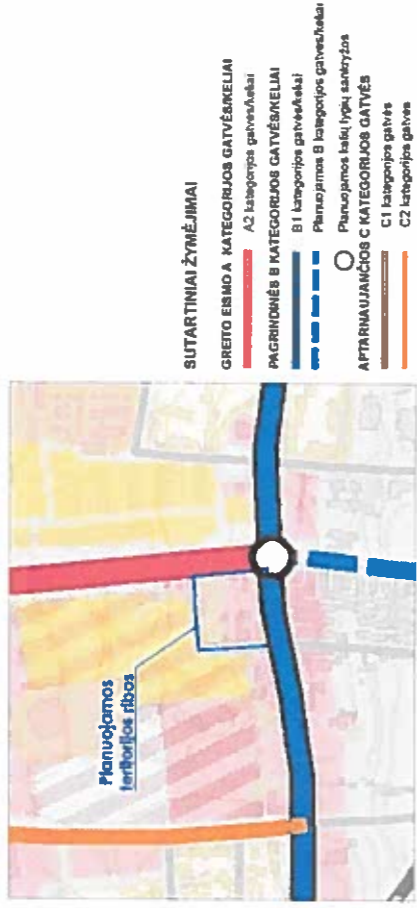 Planuojamos
teritorijos ribos
SUTARTINIAI ŽYMĖJIMAI
GREITO EISMO A KATEGORIJOS GATVĖS/KELIAI
A2 kategorijos gatvės/keliai
PAGRINDINĖS B KATEGORIJOS GATVĖS/KELIAI
B1 kategorijos gatvės/keliai
Planuojamos B kategorijos gatvės/keliai
Planuojamos kelių lygių sankryžos
APTARNAUJANČIOS C KATEGORIJOS GATVĖS
C1 kategorijos gatvės
C2 kategorijos gatvės